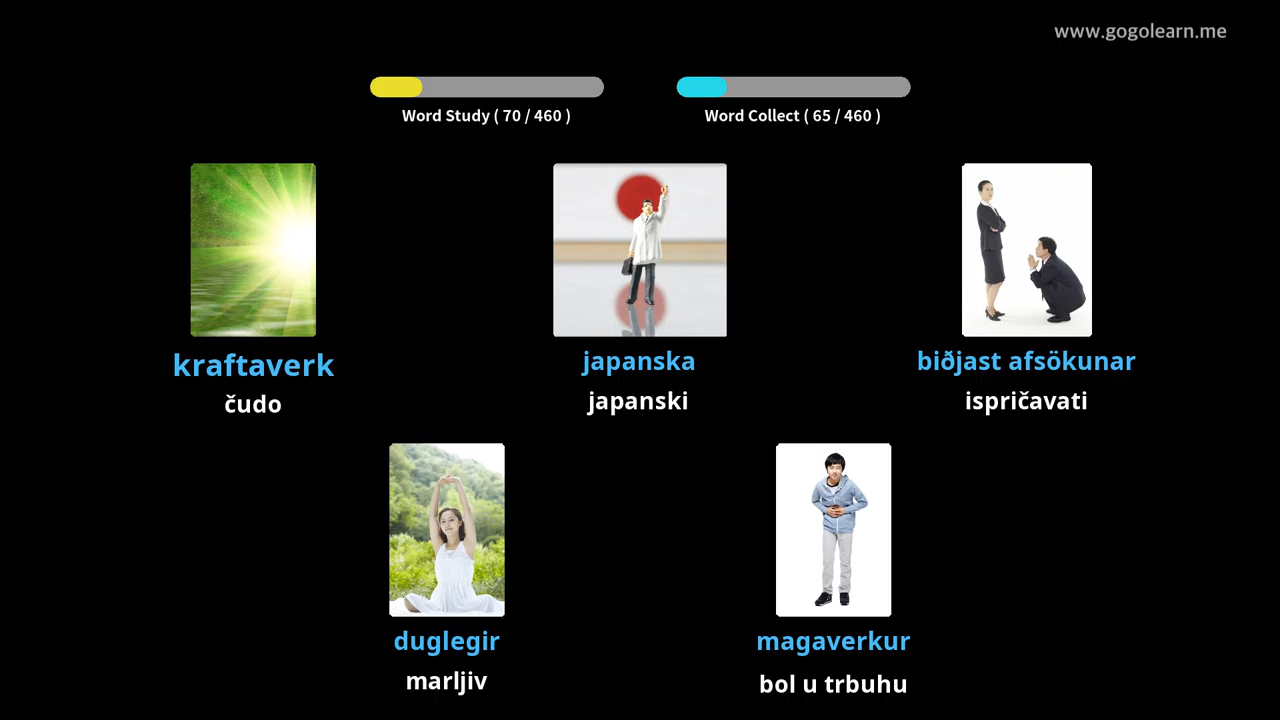 www.gogolearn.me
Word Study ( 70 / 460 )
Word Collect ( 65 / 460 )
kraftaverk
čudo
japanska
japanski
biðjast afsökunar
ispričavati
duglegir
marljiv
magaverkur
bol u trbuhu